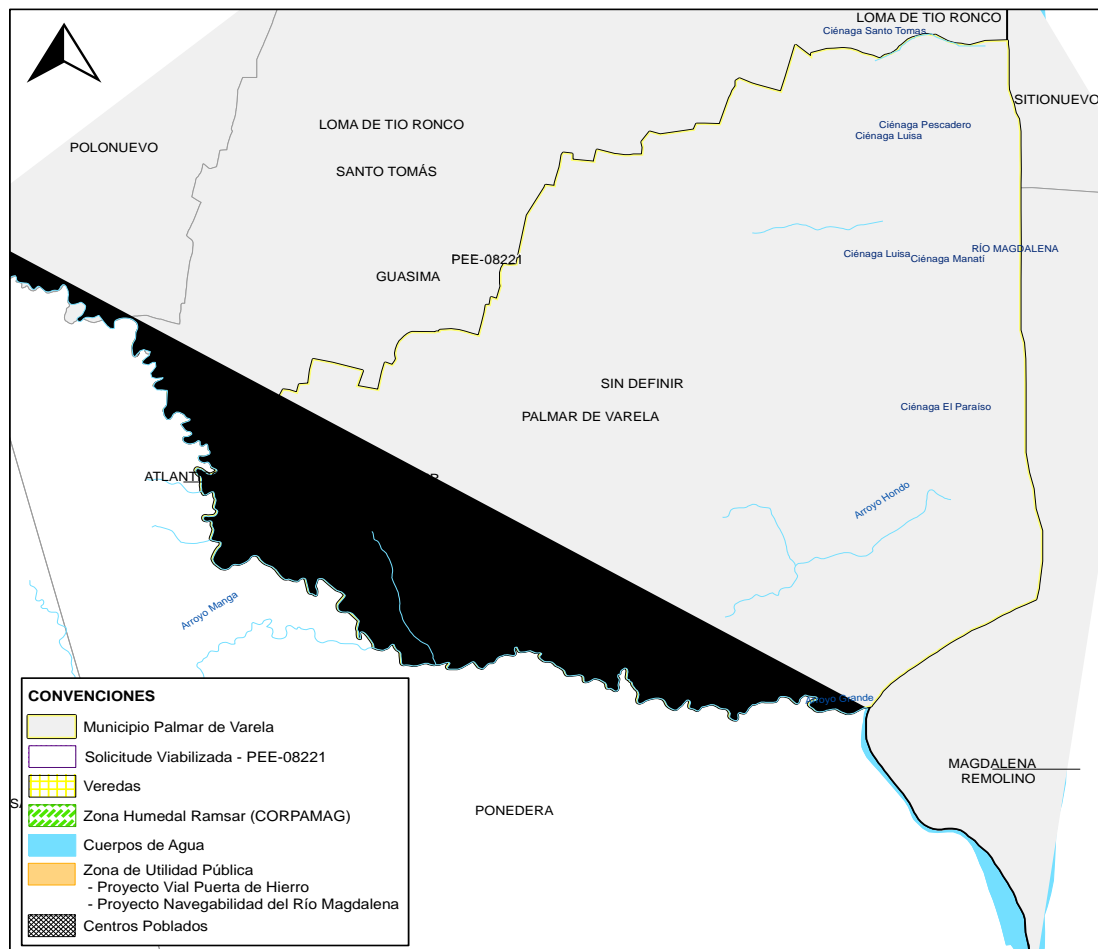 LOMA DE TIO RONCO
Ciénaga Santo Tomas
SITIONUEVO
LOMA DE TIO RONCO
Ciénaga Pescadero
Ciénaga Luisa
POLONUEVO
SANTO TOMÁS
RÍO MAGDALENA
Ciénaga Luisa
Ciénaga Manatí
PEE-08221
GUASIMA
SIN DEFINIR
Ciénaga El Paraíso
PALMAR DE VARELA
ATLANT
Arroyo Hondo
Arroyo Manga
Arroyo Grande
MAGDALENA
REMOLINO
PONEDERA
CONVENCIONES
Municipio Palmar de Varela
Solicitude Viabilizada - PEE-08221
Veredas
Zona Humedal Ramsar (CORPAMAG)
Cuerpos de Agua
Zona de Utilidad Pública
- Proyecto Vial Puerta de Hierro
- Proyecto Navegabilidad del Río Magdalena
Centros Poblados